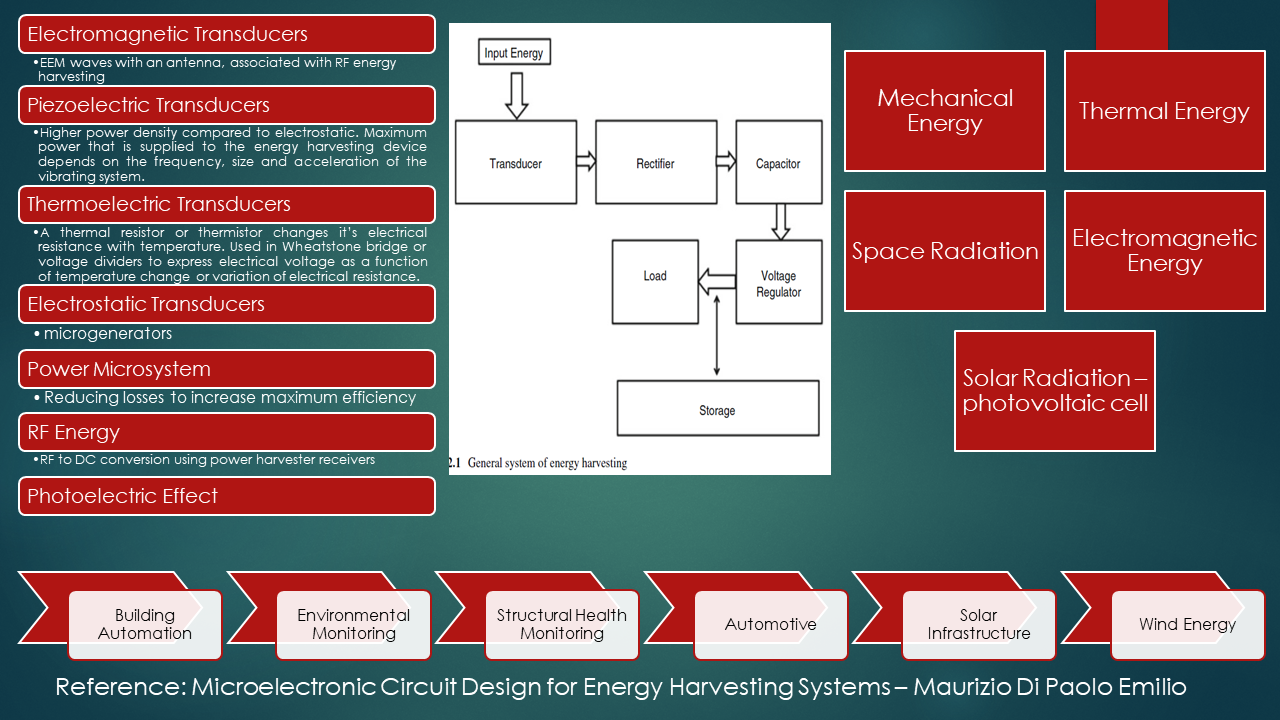 Electromagnetic Transducers
•EEM waves with an antenna, associated with RF energy
harvesting
Piezoelectric Transducers
•Higher power density compared to electrostatic. Maximum
power that is supplied to the energy harvesting device
depends on the frequency, size and acceleration of the
vibrating system.
Thermoelectric Transducers
•A thermal resistor or thermistor changes it's electrical
resistance with temperature. Used in Wheatstone bridge or
voltage dividers to express electrical voltage as a function
of temperature change or variation of electrical resistance.
Electrostatic Transducers
• microgenerators
Power Microsystem
• Reducing losses to increase maximum efficiency
RF Energy
•RF to DC conversion using power harvester receivers
Photoelectric Effect
Input Energy
Transducer
Rectifier
Capacitor
Load
Voltage
Regulator
Storage
2.1 General system of energy harvesting
Mechanical
Energy
Thermal Energy
Space Radiation
Electromagnetic
Energy
Solar Radiation –
photovoltaic cell
Building
Automation
Environmental
Monitoring
Structural Health
Monitoring
Automotive
Solar
Infrastructure
Wind Energy
Reference: Microelectronic Circuit Design for Energy Harvesting Systems – Maurizio Di Paolo Emilio